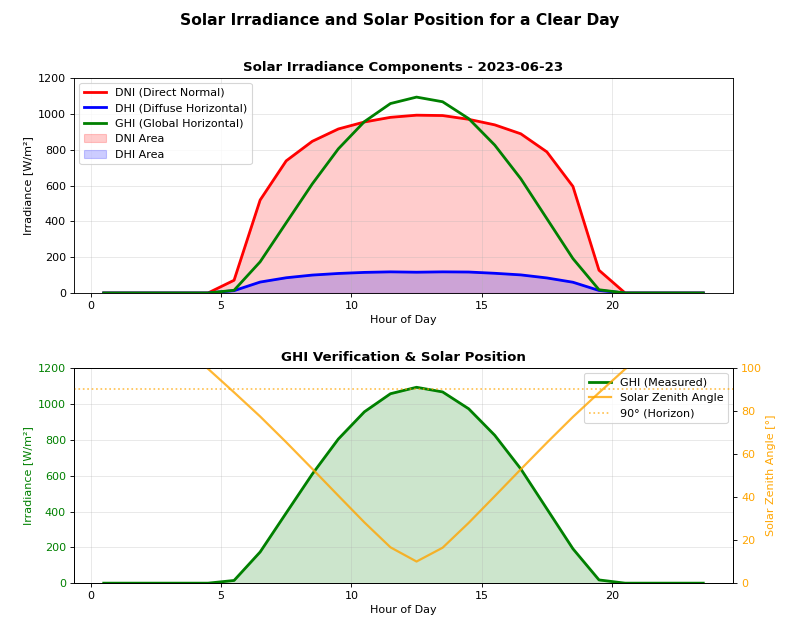 Solar Irradiance and Solar Position for a Clear Day
Solar Irradiance Components - 2023-06-23
1200
1000
800
600
400
200
0
Irradiance [W/m²]
DNI (Direct Normal)
DHI (Diffuse Horizontal)
GHI (Global Horizontal)
DNI Area
DHI Area
0 5 10 15 20
Hour of Day
GHI Verification & Solar Position
1200
1000
800
600
400
200
0
Irradiance [W/m²]
GHI (Measured)
Solar Zenith Angle
90° (Horizon)
100
80
60
40
20
0
Solar Zenith Angle [°]
0 5 10 15 20
Hour of Day